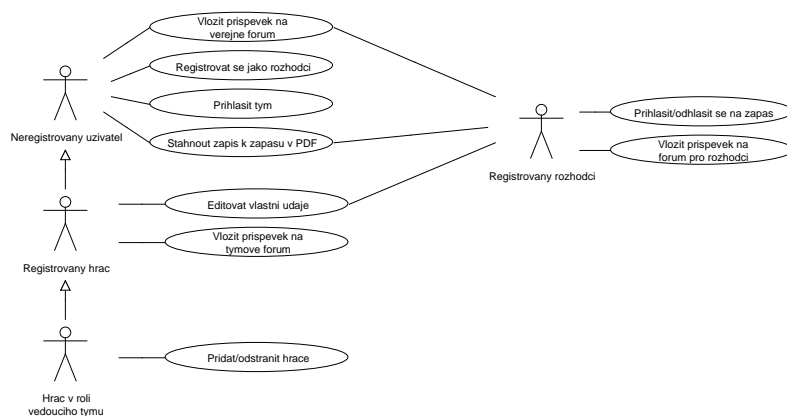 Vlozit prispevek na
verejne forum
Registrovat se jako rozhodci
Prihlasit tym
Stahnout zapis k zapasu v PDF
Neregistrovany uzivatel
Prihlasit/odhlasit se na zapas
Vlozit prispevek na
forum pro rozhodci
Registrovany rozhodci
Editovat vlastni udaje
Vlozit prispevek na
tymove forum
Registrovany hrac
Pridat/odstranit hrace
Hrac v roli
vedouciho tymu